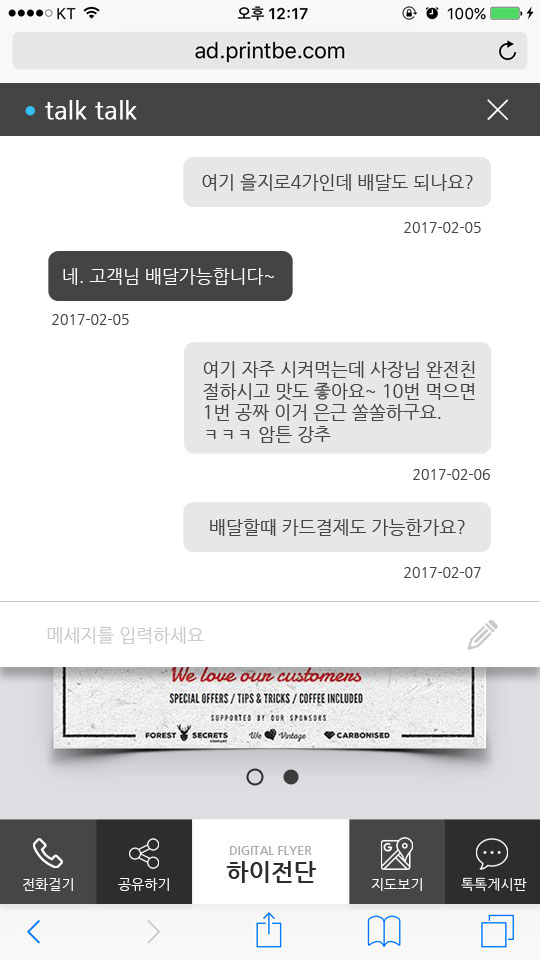 KT 오후 12:17 100%
ad.printbe.com
talk talk
여기 을지로4가인데 배달도 되나요?
2017-02-05
네. 고객님 배달가능합니다~
2017-02-05
여기 자주 시켜먹는데 사장님 완전친
절하시고 맛도 좋아요~ 10번 먹으면
1번 공짜 이거 은근 쏠쏠하구요.
ㅋㅋㅋ 암튼 강추
2017-02-06
배달할때 카드결제도 가능한가요?
2017-02-07
메세지를 입력하세요
We love our customers
SPECIAL OFFERS / TIPS & TRICKS / COFFEE INCLUDED
SUPPORTED BY OUR SPONSORS
FOREST SECRETS COMPANY We Vintage CARBONISED
전화걸기
공유하기
DIGITAL FLYER
하이전단
G
지도보기
톡톡게시판